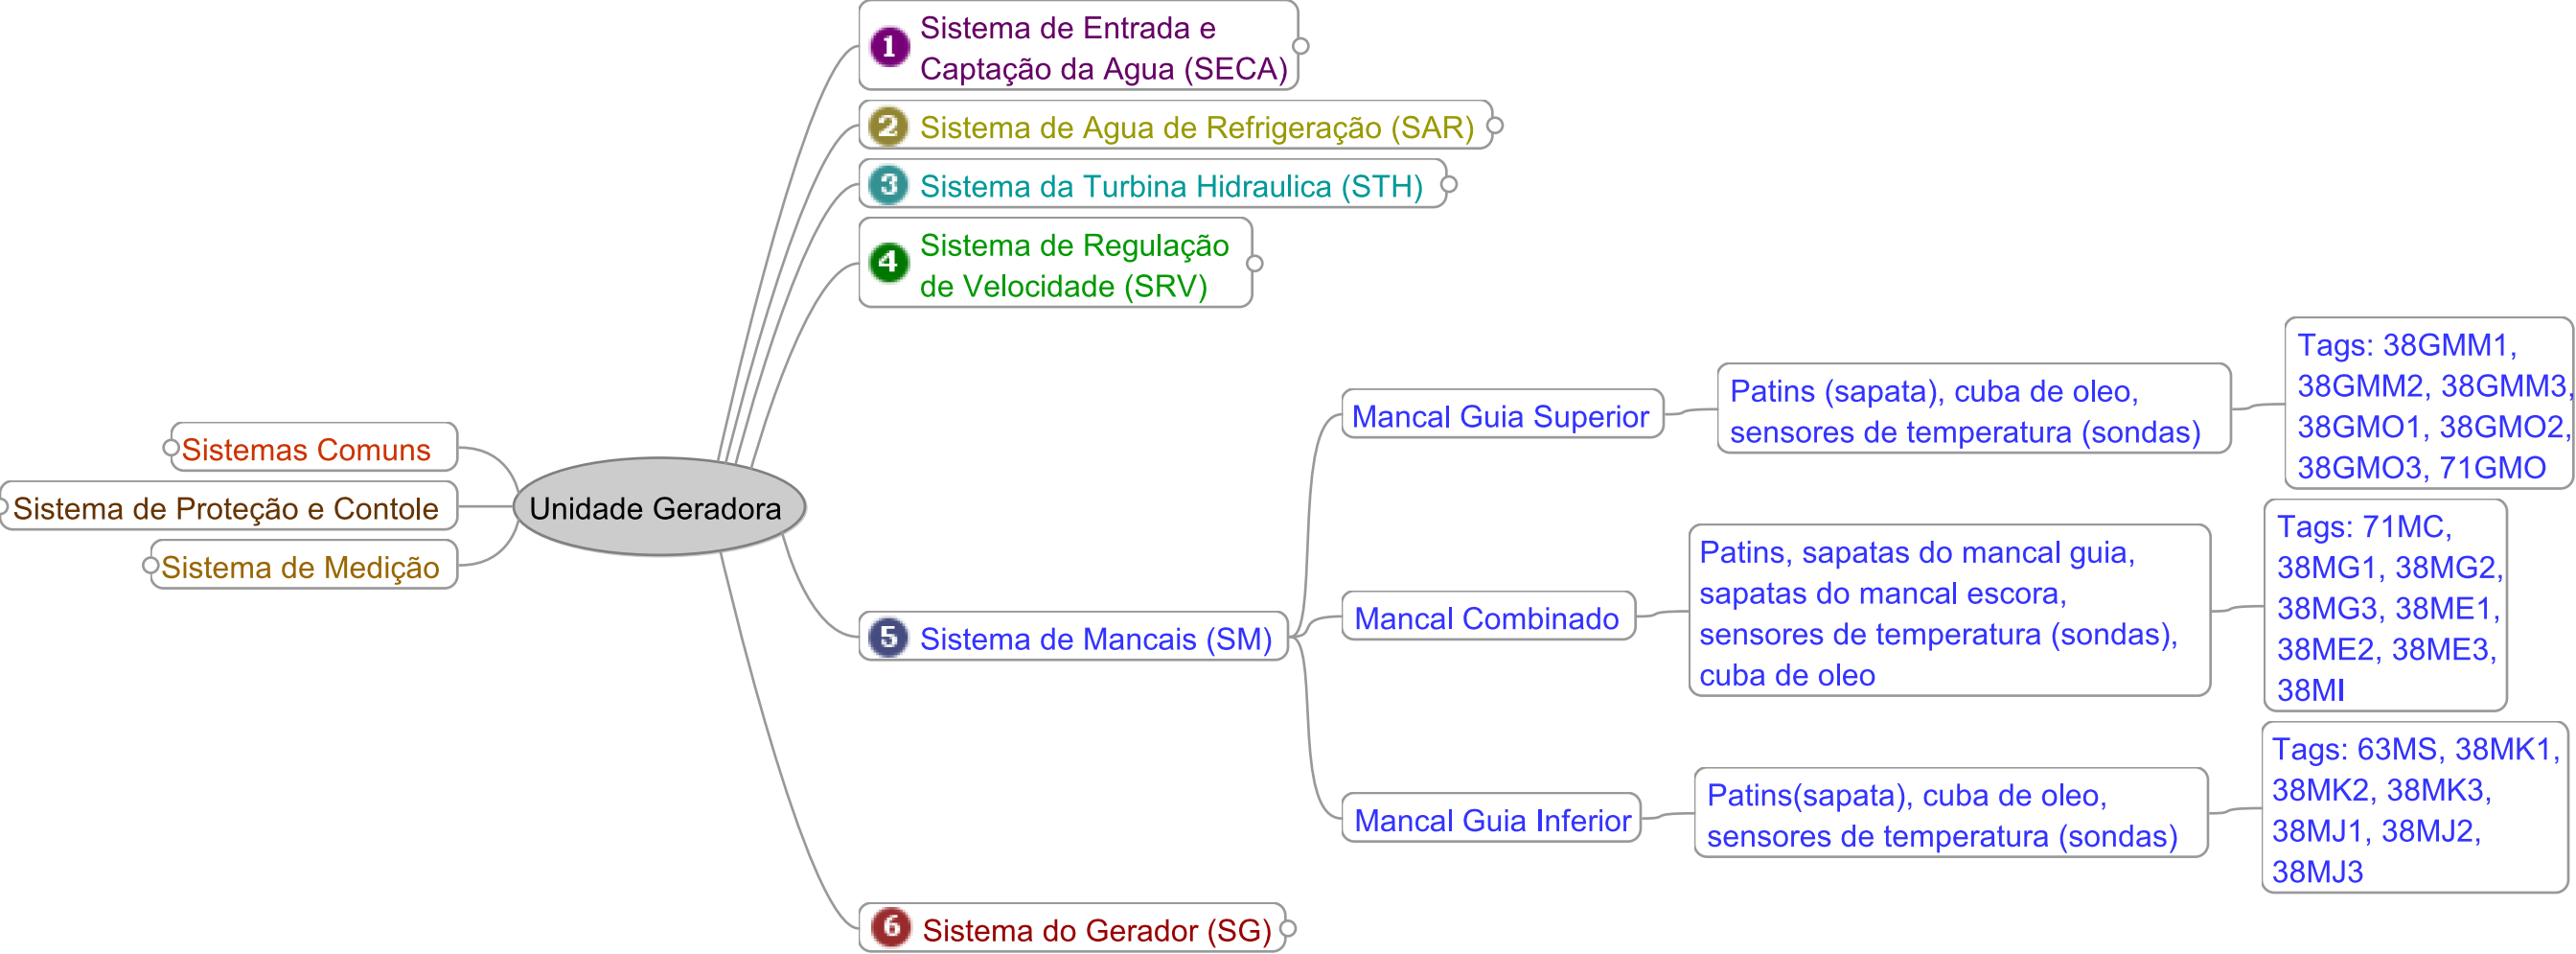 1 Sistema de Entrada e
Captação da Agua (SECA)
2 Sistema de Agua de Refrigeração (SAR)
3 Sistema da Turbina Hidraulica (STH)
4 Sistema de Regulação
de Velocidade (SRV)
Sistemas Comuns
Sistema de Proteção e Contole
Sistema de Medição
Unidade Geradora
5 Sistema de Mancais (SM)
Mancal Guia Superior
Patins (sapata), cuba de oleo,
sensores de temperatura (sondas)
Tags: 38GMM1,
38GMM2, 38GMM3,
38GMO1, 38GMO2,
38GMO3, 71GMO
Mancal Combinado
Patins, sapatas do mancal guia,
sapatas do mancal escora,
sensores de temperatura (sondas),
cuba de oleo
Tags: 71MC,
38MG1, 38MG2,
38MG3, 38ME1,
38ME2, 38ME3,
38MI
Mancal Guia Inferior
Patins(sapata), cuba de oleo,
sensores de temperatura (sondas)
Tags: 63MS, 38MK1,
38MK2, 38MK3,
38MJ1, 38MJ2,
38MJ3
6 Sistema do Gerador (SG)